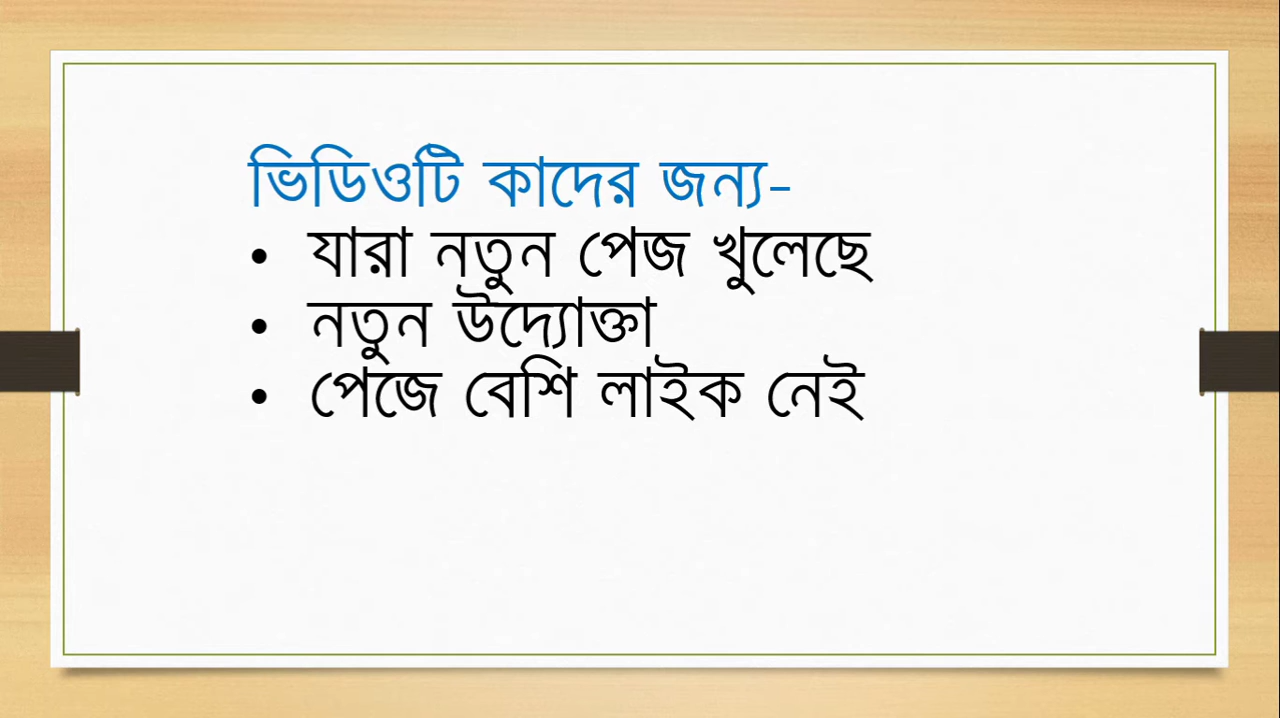 ভিডিওটি কাদের জন্য-
• যারা নতুন পেজ খুলেছে
• নতুন উদ্যোক্তা
• পেজে বেশি লাইক নেই